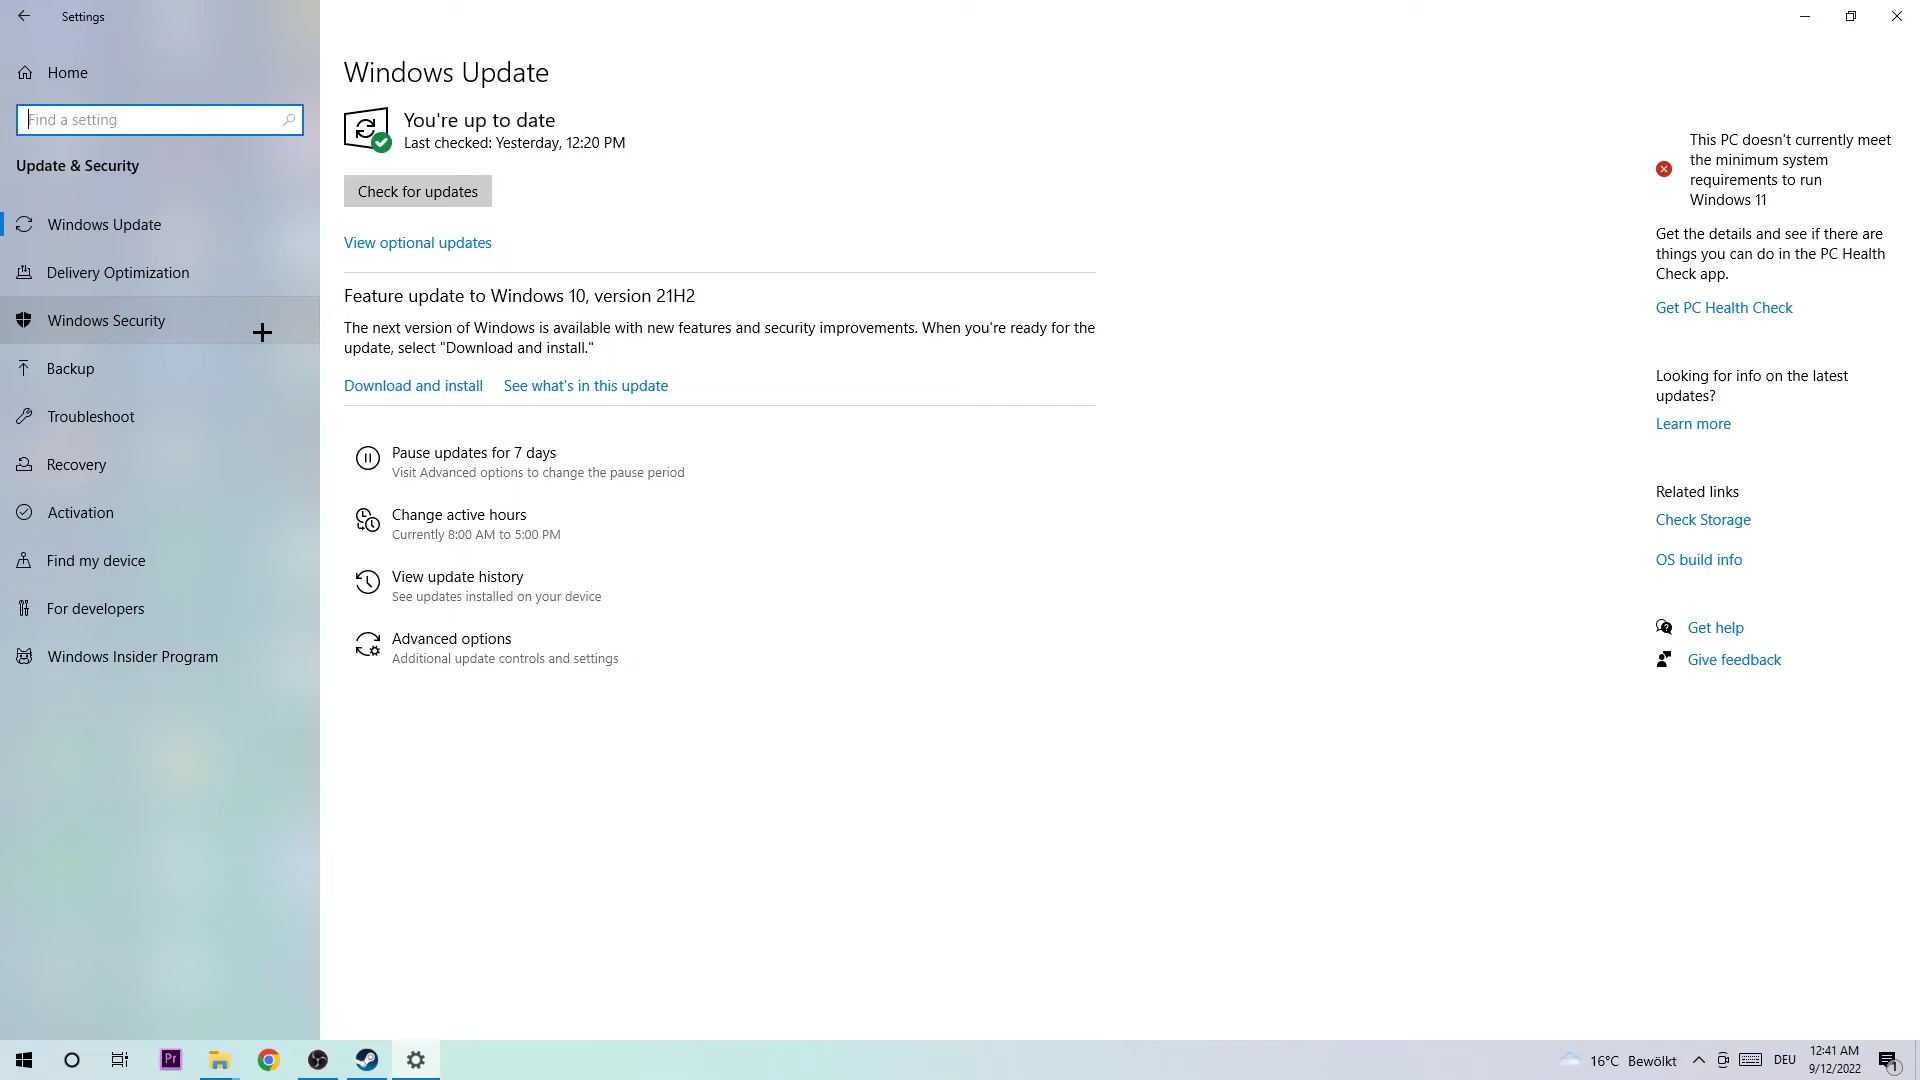 Settings
Home
Find a setting
Update & Security
Windows Update
Delivery Optimization
Windows Security
Backup
Troubleshoot
Recovery
Activation
Find my device
For developers
Windows Insider Program
Windows Update
You're up to date
Last checked: Yesterday, 12:20 PM
Check for updates
View optional updates
Feature update to Windows 10, version 21H2
The next version of Windows is available with new features and security improvements. When you're ready for the
update, select "Download and install."
Download and install See what's in this update
Pause updates for 7 days
Visit Advanced options to change the pause period
Change active hours
Currently 8:00 AM to 5:00 PM
View update history
See updates installed on your device
Advanced options
Additional update controls and settings
This PC doesn't currently meet
the minimum system
requirements to run
Windows 11
Get the details and see if there are
things you can do in the PC Health
Check app.
Get PC Health Check
Looking for info on the latest
updates?
Learn more
Related links
Check Storage
OS build info
Get help
Give feedback
Pr
16°C Bewölkt
DEU
12:41 AM
9/12/2022
1